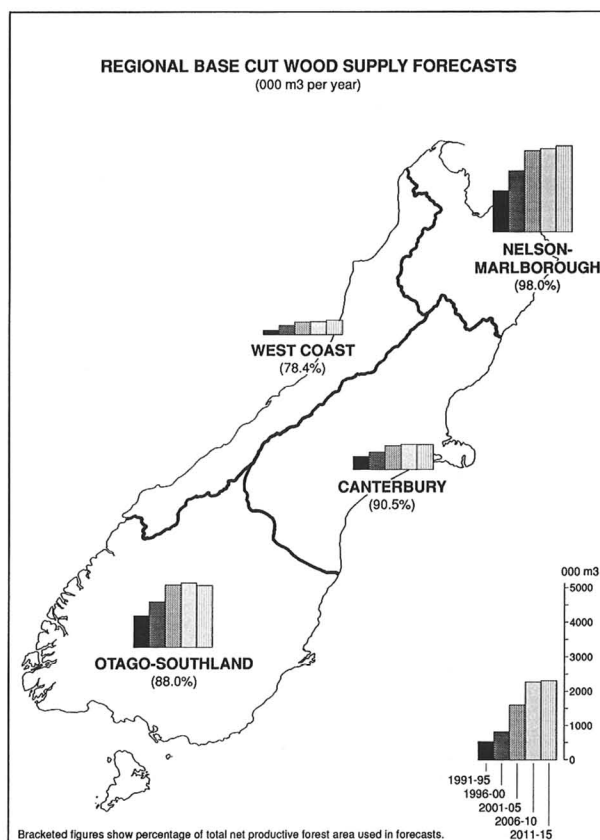 REGIONAL BASE CUT WOOD SUPPLY FORECASTS
(000 m3 per year)
NELSON-
MARLBOROUGH
(98.0%)
WEST COAST
(78.4%)
CANTERBURY
(90.5%)
OTAGO-SOUTHLAND
(88.0%)
000 m3
5000
4000
3000
2000
1000
0
1991-95
1996-00
2001-05
2006-10
2011-15
Bracketed figures show percentage of total net productive forest area used in forecasts.